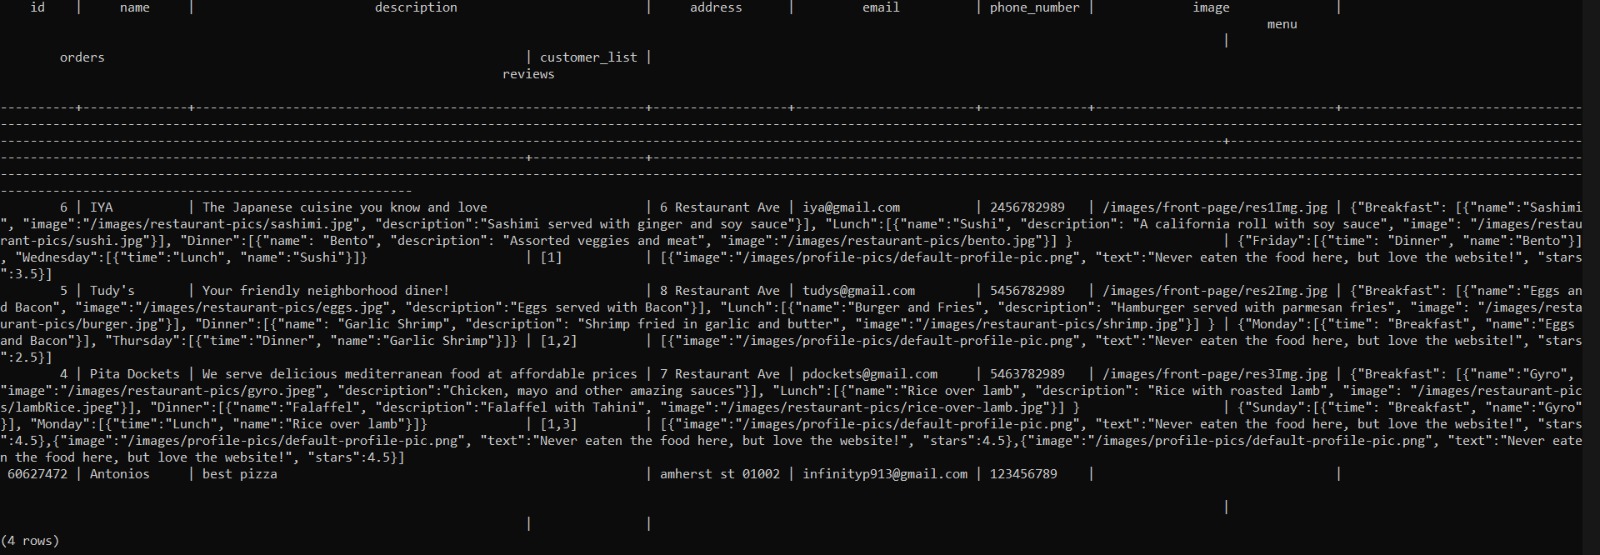 id | name | description | address | email | phone_number | image |
menu
|
orders | customer_list |
reviews
----------+-------------+--------------------------------------------------------+----------------+-----------------------+--------------+-------------------------------+------------------------------
6 | IYA | The Japanese cuisine you know and love | 6 Restaurant Ave | iya@gmail.com | 2456782989 | /images/front-page/res1Img.jpg | {"Breakfast": [{"name":"Sashimi
", "image":"/images/restaurant-pics/sashimi.jpg", "description":"Sashimi served with ginger and soy sauce"}], "Lunch":[{"name":"Sushi", "description": "A california roll with soy sauce", "image": "/images/restau
rant-pics/sushi.jpg"}], "Dinner":[{"name": "Bento", "description": "Assorted veggies and meat", "image":"/images/restaurant-pics/bento.jpg"}] } | {"Friday":[{"time": "Dinner", "name":"Bento"}]
, "Wednesday":[{"time":"Lunch", "name":"Sushi"}]} | [1] | [{"image":"/images/profile-pics/default-profile-pic.png", "text":"Never eaten the food here, but love the website!", "stars
":3.5}]
5 | Tudy's | Your friendly neighborhood diner! | 8 Restaurant Ave | tudys@gmail.com | 5456782989 | /images/front-page/res2Img.jpg | {"Breakfast": [{"name":"Eggs an
d Bacon", "image":"/images/restaurant-pics/eggs.jpg", "description":"Eggs served with Bacon"}], "Lunch":[{"name":"Burger and Fries", "description": "Hamburger served with parmesan fries", "image": "/images/resta
urant-pics/burger.jpg"}], "Dinner":[{"name": "Garlic Shrimp", "description": "Shrimp fried in garlic and butter", "image":"/images/restaurant-pics/shrimp.jpg"}] } | {"Monday":[{"time": "Breakfast", "name":"Eggs
and Bacon"}], "Thursday":[{"time":"Dinner", "name":"Garlic Shrimp"}]} | [1,2] | [{"image":"/images/profile-pics/default-profile-pic.png", "text":"Never eaten the food here, but love the website!", "stars
":2.5}]
4 | Pita Dockets | We serve delicious mediterranean food at affordable prices | 7 Restaurant Ave | pdockets@gmail.com | 5463782989 | /images/front-page/res3Img.jpg | {"Breakfast": [{"name":"Gyro",
"image":"/images/restaurant-pics/gyro.jpeg", "description":"Chicken, mayo and other amazing sauces"}], "Lunch":[{"name":"Rice over lamb", "description": "Rice with roasted lamb", "image": "/images/restaurant-pic
s/lambRice.jpeg"}], "Dinner":[{"name":"Falaffel", "description":"Falaffel with Tahini", "image":"/images/restaurant-pics/rice-over-lamb.jpg"}] } | {"Sunday":[{"time": "Breakfast", "name":"Gyro"
}], "Monday":[{"time":"Lunch", "name":"Rice over lamb"}]} | [1,3] | [{"image":"/images/profile-pics/default-profile-pic.png", "text":"Never eaten the food here, but love the website!", "stars
":4.5},{"image":"/images/profile-pics/default-profile-pic.png", "text":"Never eaten the food here, but love the website!", "stars":4.5},{"image":"/images/profile-pics/default-profile-pic.png", "text":"Never eate
n the food here, but love the website!", "stars":4.5}]
60627472 | Antonios | best pizza | amherst st 01002 | infinityp913@gmail.com | 123456789 | |
|
| |
(4 rows)